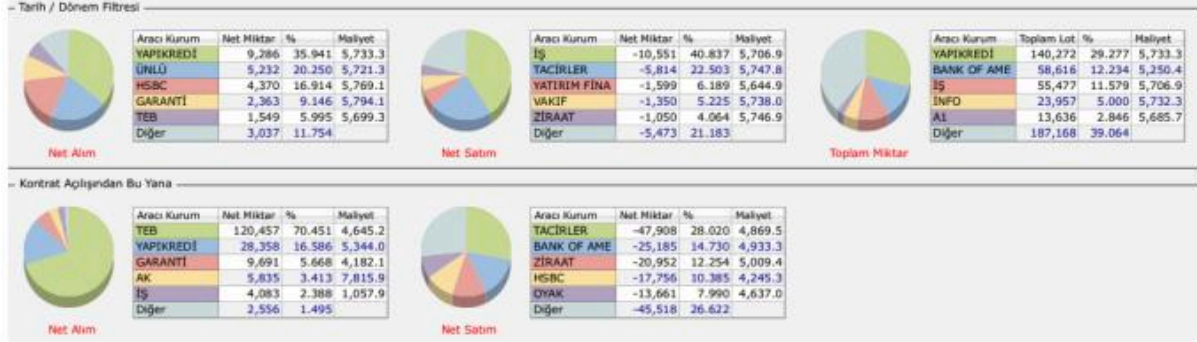 Tarih / Dönem Filtresi
Aracı Kurum Net Miktar % Maliyet
YAPIKREDİ 9,286 35.941 5,733.3
ÜNLÜ 5,232 20.250 5,721.3
HSBC 4,370 16.914 5,769.1
GARANTİ 2,363 9.146 5,794.1
TEB 1,549 5.995 5,699.3
Diğer 3,037 11.754
Net Alım
Aracı Kurum Net Miktar % Maliyet
İŞ -10,551 40.837 5,706.9
TACİRLER -5,814 22.503 5,747.8
YATIRIM FİNA -1,599 6.189 5,644.9
VAKIF -1,350 5.225 5,738.0
ZİRAAT -1,050 4.064 5,746.9
Diğer -5,473 21.183
Net Satım
Aracı Kurum Toplam Lot % Maliyet
YAPIKREDİ 140,272 29.277 5,733.3
BANK OF AME 58,616 12.234 5,250.4
İŞ 55,477 11.579 5,706.9
İNFO 23,957 5.000 5,732.3
A1 13,636 2.846 5,685.7
Diğer 187,168 39.064
Toplam Miktar
Kontrat Açılışından Bu Yana
Aracı Kurum Net Miktar % Maliyet
TEB 120,457 70.451 4,645.2
YAPIKREDİ 28,358 16.586 5,344.0
GARANTİ 9,691 5.668 4,182.1
AK 5,835 3.413 7,815.9
İŞ 4,083 2.388 1,057.9
Diğer 2,556 1.495
Net Alım
Aracı Kurum Net Miktar % Maliyet
TACİRLER -47,908 28.020 4,869.5
BANK OF AME -25,185 14.730 4,933.3
ZİRAAT -20,952 12.254 5,009.4
HSBC -17,756 10.385 4,245.3
OYAK -13,661 7.990 4,637.0
Diğer -45,518 26.622
Net Satım